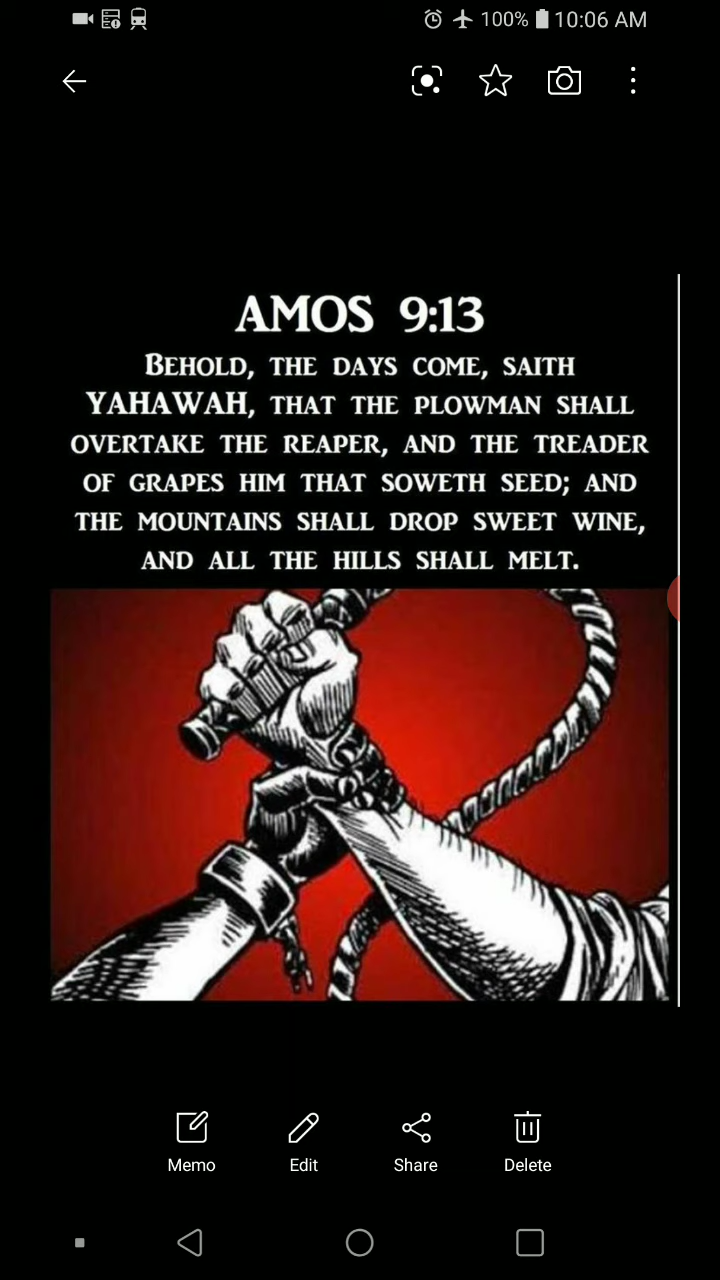 100% 10:06 AM
AMOS 9:13
BEHOLD, THE DAYS COME, SAITH
YAHAWAH, THAT THE PLOWMAN SHALL
OVERTAKE THE REAPER, AND THE TREADER
OF GRAPES HIM THAT SOWETH SEED; AND
THE MOUNTAINS SHALL DROP SWEET WINE,
AND ALL THE HILLS SHALL MELT.
Memo Edit Share Delete